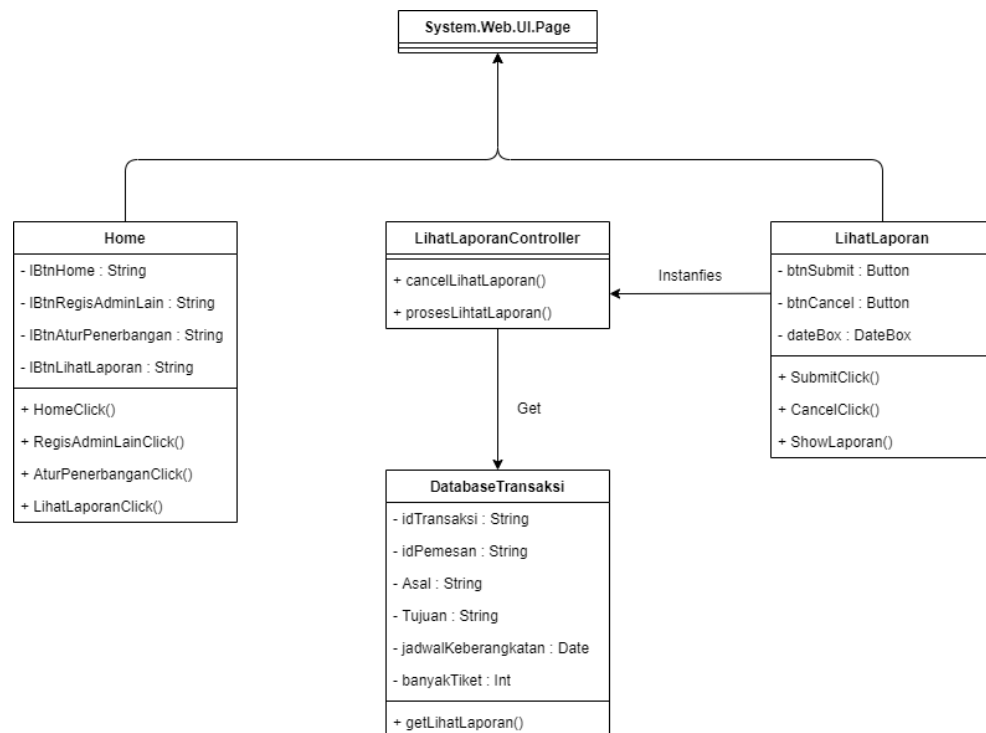 System.Web.UI.Page
Home
- lBtnHome : String
- lBtnRegisAdminLain : String
- lBtnAturPenerbangan : String
- lBtnLihatLaporan : String
+ HomeClick()
+ RegisAdminLainClick()
+ AturPenerbanganClick()
+ LihatLaporanClick()
LihatLaporanController
+ cancelLihatLaporan()
+ prosesLihtatLaporan()
Instanfies
LihatLaporan
- btnSubmit : Button
- btnCancel : Button
- dateBox : DateBox
+ SubmitClick()
+ CancelClick()
+ ShowLaporan()
Get
DatabaseTransaksi
- idTransaksi : String
- idPemesan : String
- Asal : String
- Tujuan : String
- jadwalKeberangkatan : Date
- banyakTiket : Int
+ getLihatLaporan()